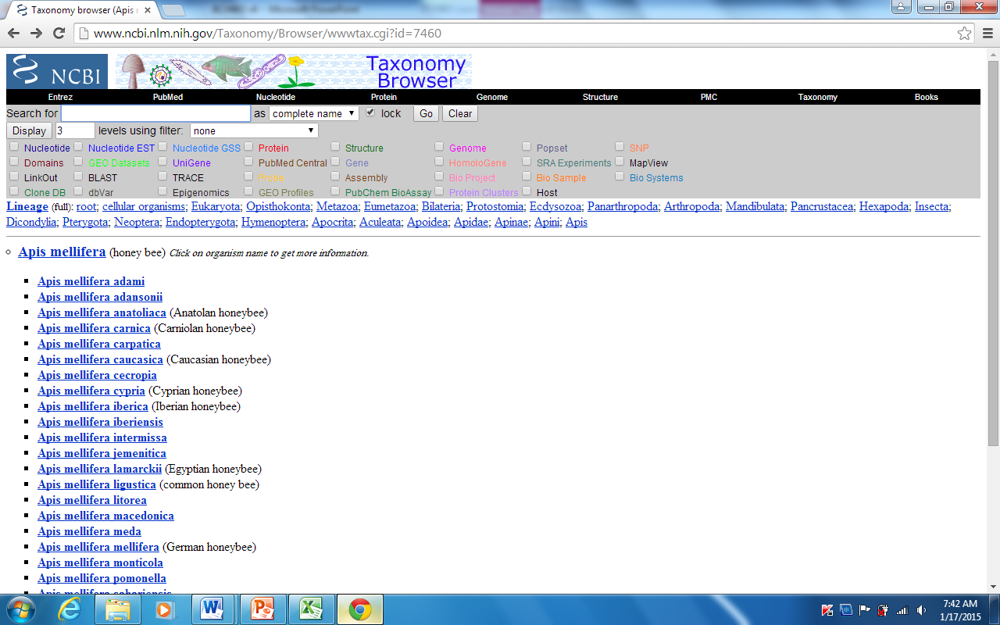 Taxonomy browser (Apis
www.ncbi.nlm.nih.gov/Taxonomy/Browser/wwwtax.cgi?id=7460
NCBI
Taxonomy
Browser
Entrez PubMed Nucleotide Protein Genome Structure PMC Taxonomy Books
Search for as complete name lock Go Clear
Display 3 levels using filter: none
Nucleotide Nucleotide EST Nucleotide GSS Protein Structure Genome Popset SNP
Domains GEO Datasets UniGene PubMed Central Gene HomoloGene SRA Experiments MapView
LinkOut BLAST TRACE Probe Assembly Bio Project Bio Sample Bio Systems
Clone DB dbVar Epigenomics GEO Profiles PubChem BioAssay Protein Clusters Host
Lineage (full): root; cellular organisms; Eukaryota; Opisthokonta; Metazoa; Eumetazoa; Bilateria; Protostomia; Ecdysozoa; Panarthropoda; Arthropoda; Mandibulata; Pancrustacea; Hexapoda; Insecta;
Dicondylia; Pterygota; Neoptera; Endopterygota; Hymenoptera; Apocrita; Aculeata; Apoidea; Apidae; Apinae; Apini; Apis
Apis mellifera (honey bee) Click on organism name to get more information.
Apis mellifera adami
Apis mellifera adansonii
Apis mellifera anatoliaca (Anatolan honeybee)
Apis mellifera carnica (Carniolan honeybee)
Apis mellifera carpatica
Apis mellifera caucasica (Caucasian honeybee)
Apis mellifera cecropia
Apis mellifera cypria (Cyprian honeybee)
Apis mellifera iberica (Iberian honeybee)
Apis mellifera iberiensis
Apis mellifera intermissa
Apis mellifera jemenitica
Apis mellifera lamarckii (Egyptian honeybee)
Apis mellifera ligustica (common honey bee)
Apis mellifera litorea
Apis mellifera macedonica
Apis mellifera meda
Apis mellifera mellifera (German honeybee)
Apis mellifera monticola
Apis mellifera pomonella
Apis mellifera sahariensis
7:42 AM
1/17/2015